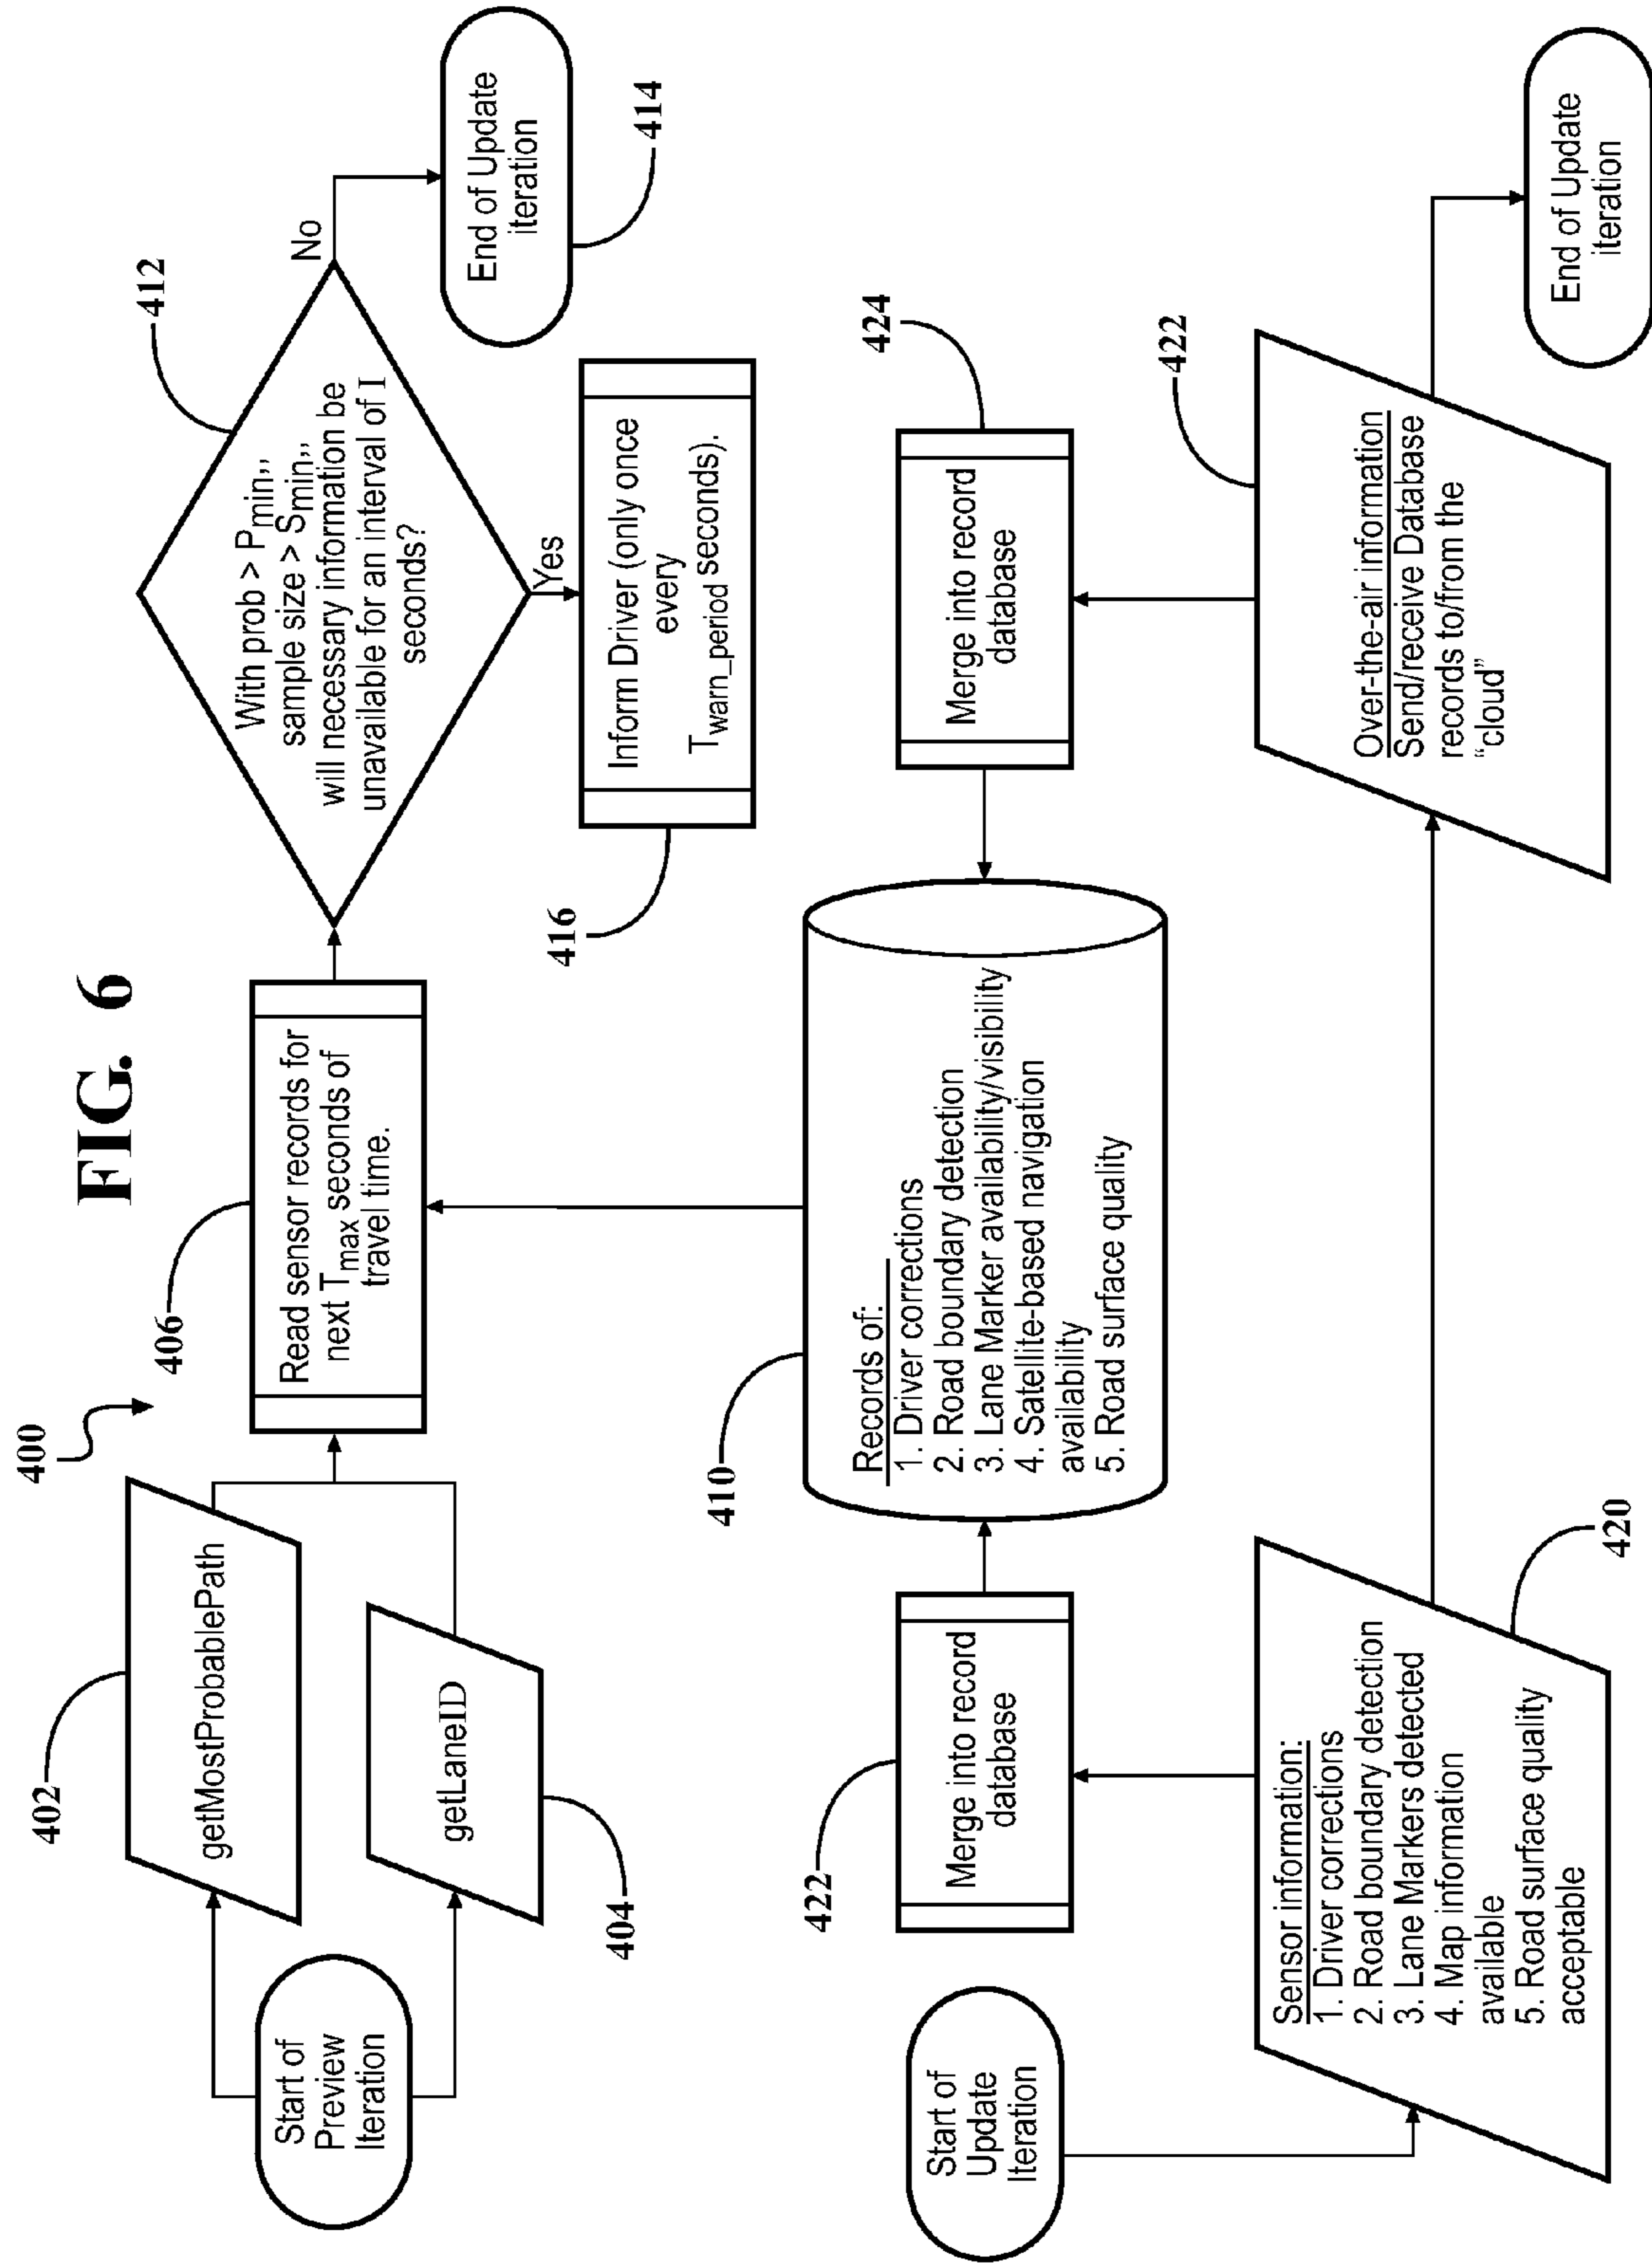 FIG. 6
400
402
getMostProbablePath
Start of
Preview
Iteration
getLaneID
404
406
Read sensor records for
next Tmax seconds of
travel time.
412
With prob > Pmin,,
sample size > Smin,,
will necessary information be
unavailable for an interval of I
seconds?
No
End of Update
iteration
414
Yes
Inform Driver (only once
every
Twarn_period seconds).
416
410
Records of:
1. Driver corrections
2. Road boundary detection
3. Lane Marker availability/visibility
4. Satellite-based navigation
availability
5. Road surface quality
422
Merge into record
database
424
Merge into record
database
Start of
Update
Iteration
Sensor information:
1. Driver corrections
2. Road boundary detection
3. Lane Markers detected
4. Map information
available
5. Road surface quality
acceptable
420
422
Over-the-air information
Send/receive Database
records to/from the
“cloud”
End of Update
iteration